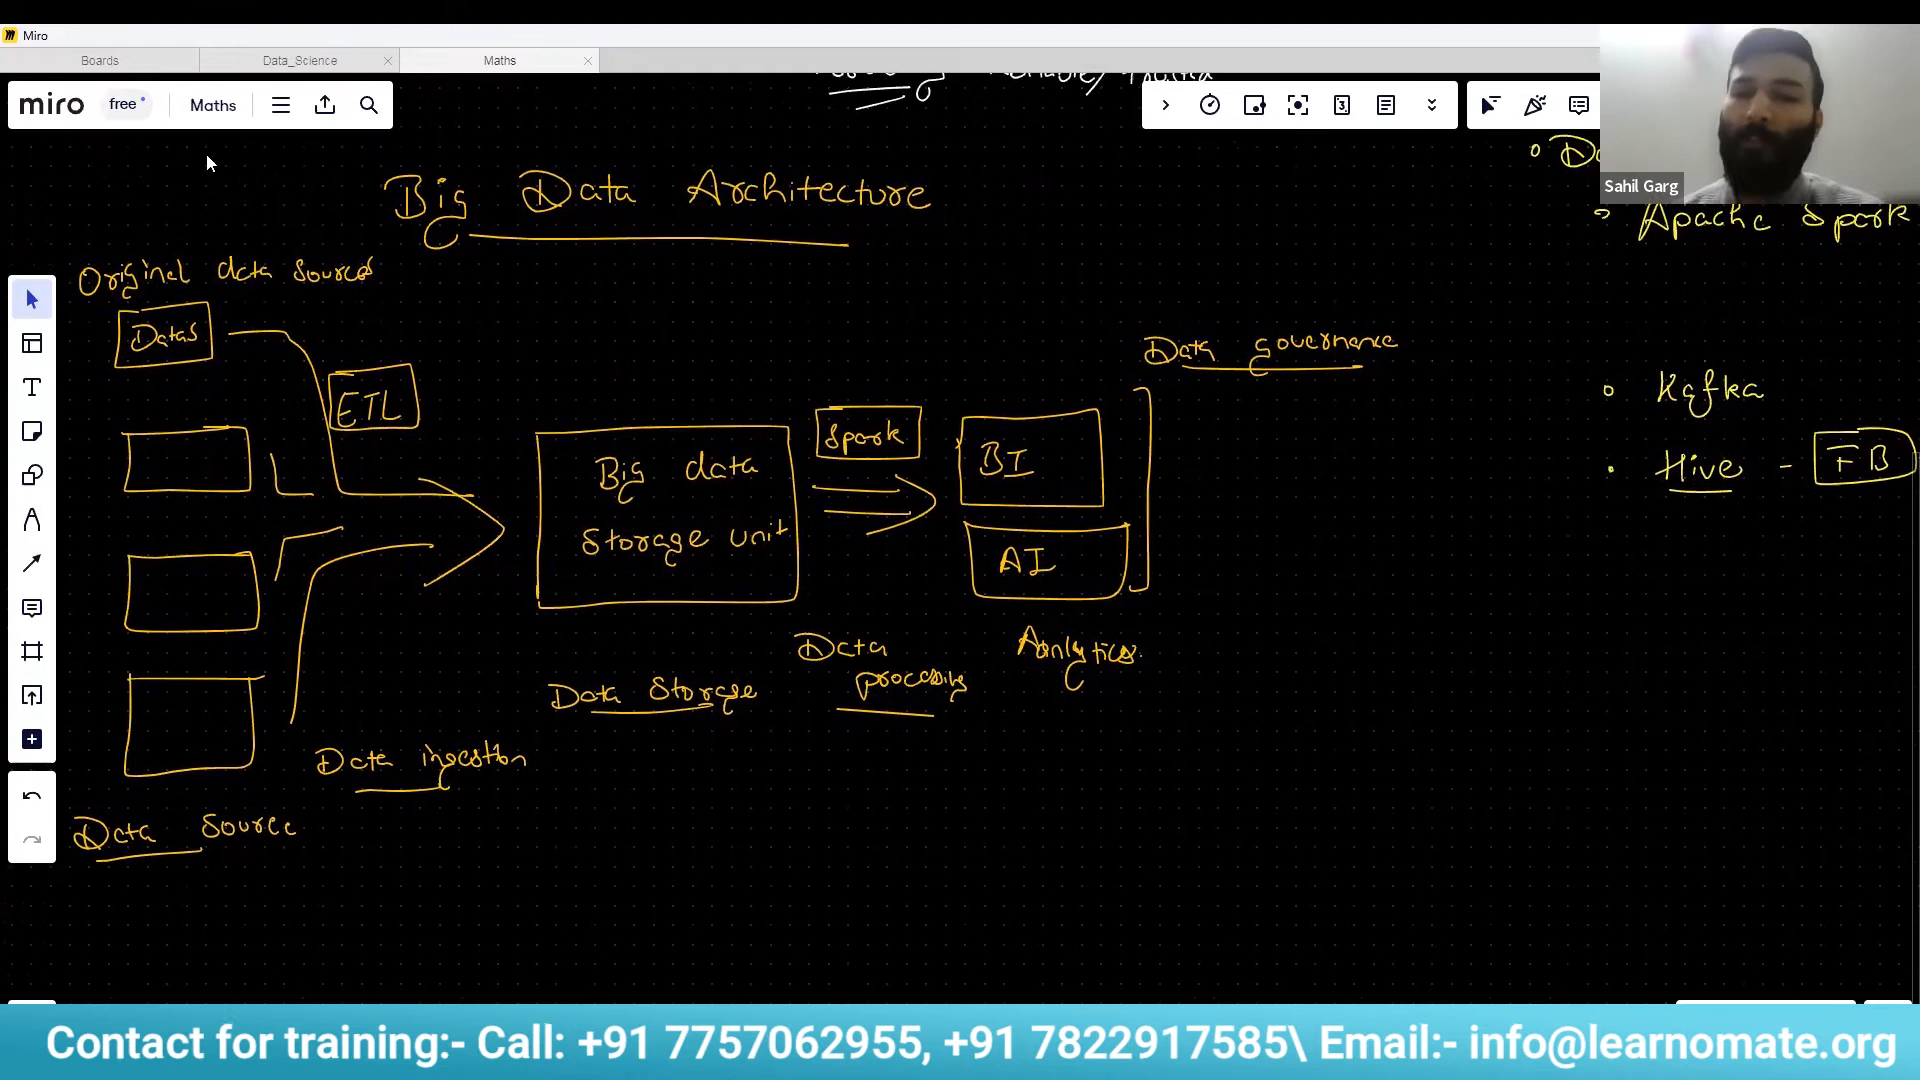 Miro
Boards
Data_Science
Maths
miro
free
Maths
3
Sahil Garg
Big Data Architecture
Apache Spark
Original data sources
Datas
ETL
Data governance
Kafka
Hive - FB
Spark
Big data
Storage unit
BI
AI
Data
processing
Data Storage
Data ingestion
Data Source
Contact for training:- Call: +91 7757062955, +91 7822917585\ Email:- info@learnomate.org